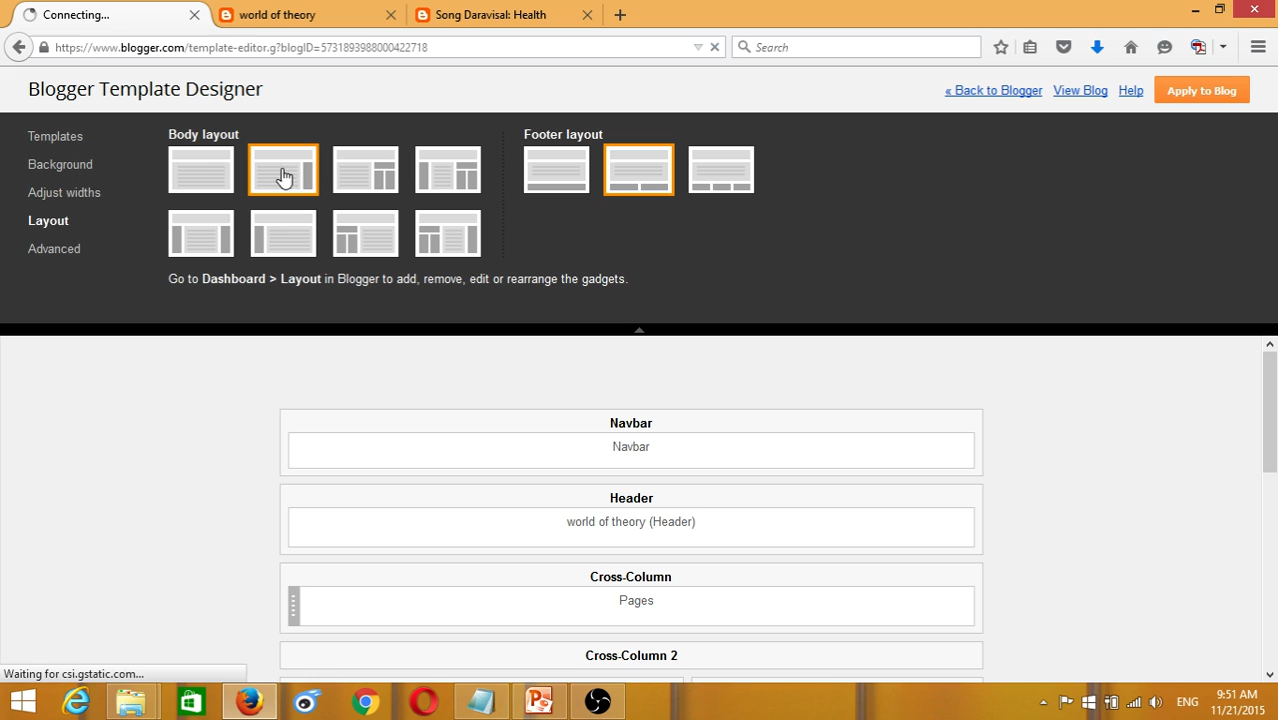 Connecting...
world of theory
Song Daravisal: Health
https://www.blogger.com/template-editor.g?blogID=5731893988000422718
Search
Blogger Template Designer
« Back to Blogger
View Blog
Help
Apply to Blog
Templates
Background
Adjust widths
Layout
Advanced
Body layout
Footer layout
Go to Dashboard > Layout in Blogger to add, remove, edit or rearrange the gadgets.
Navbar
Navbar
Header
world of theory (Header)
Cross-Column
Pages
Cross-Column 2
Waiting for csi.gstatic.com...
ENG
9:51 AM
11/21/2015